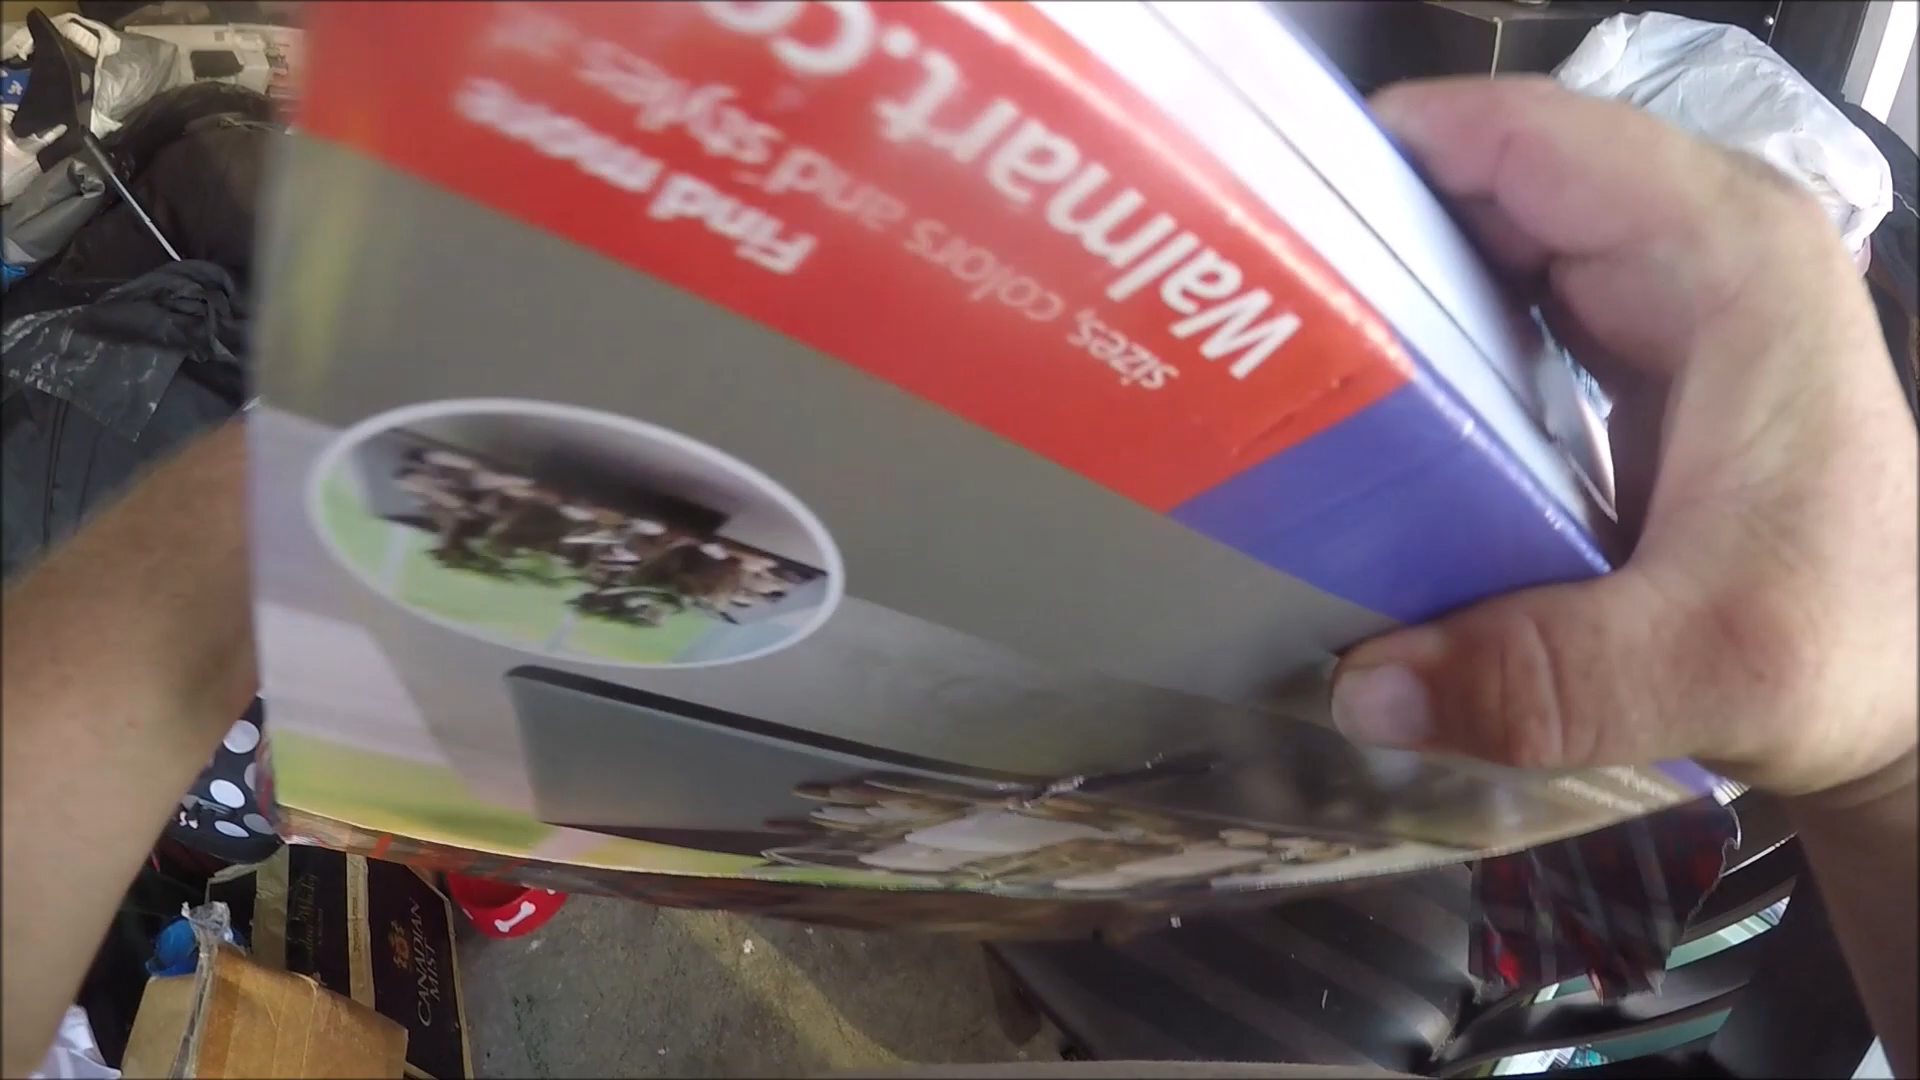 Find more
sizes, colors and styles at
Walmart.co
CANADIAN
MIST